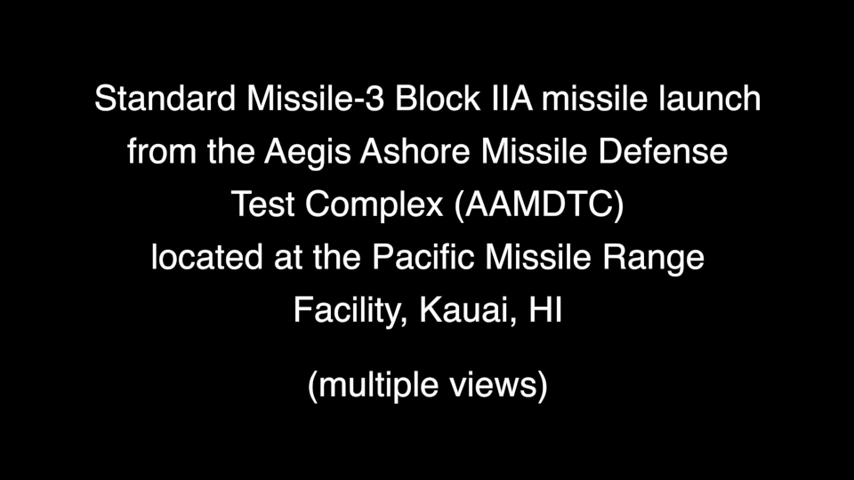 Standard Missile-3 Block IIA missile launch
from the Aegis Ashore Missile Defense
Test Complex (AAMDTC)
located at the Pacific Missile Range
Facility, Kauai, HI
(multiple views)